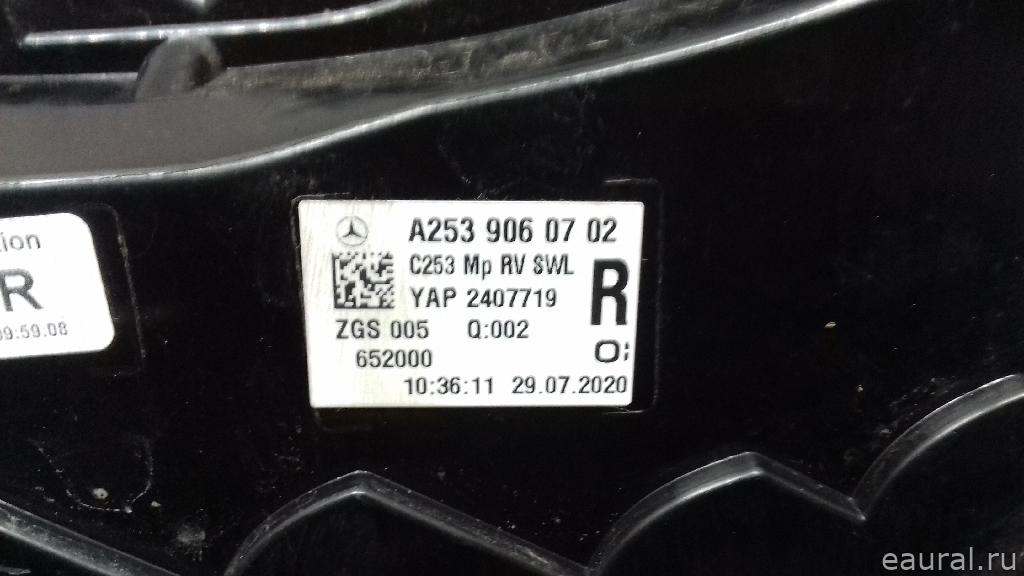 tion
R
09:59:08
A253 906 07 02
C253 Mp RV SWL
YAP 2407719
R
ZGS 005 Q:002
652000
10:36:11 29.07.2020
eaural.ru